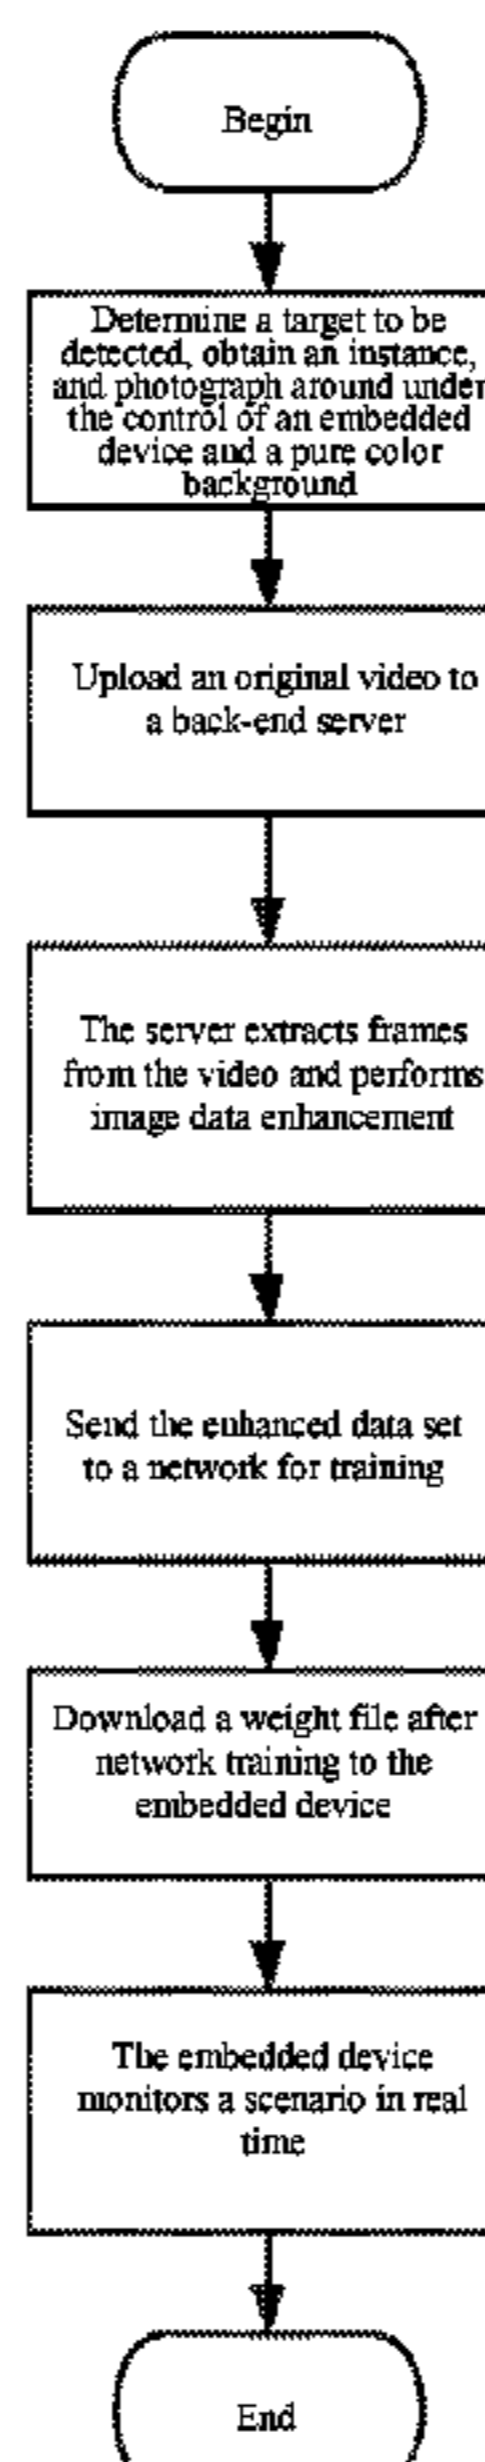 Begin
Determine a target to be
detected, obtain an instance,
and photograph around under
the control of an embedded
device and a pure color
background
Upload an original video to
a back-end server
The server extracts frames
from the video and performs
image data enhancement
Send the enhanced data set
to a network for training
Download a weight file after
network training to the
embedded device
The embedded device
monitors a scenario in real
time
End